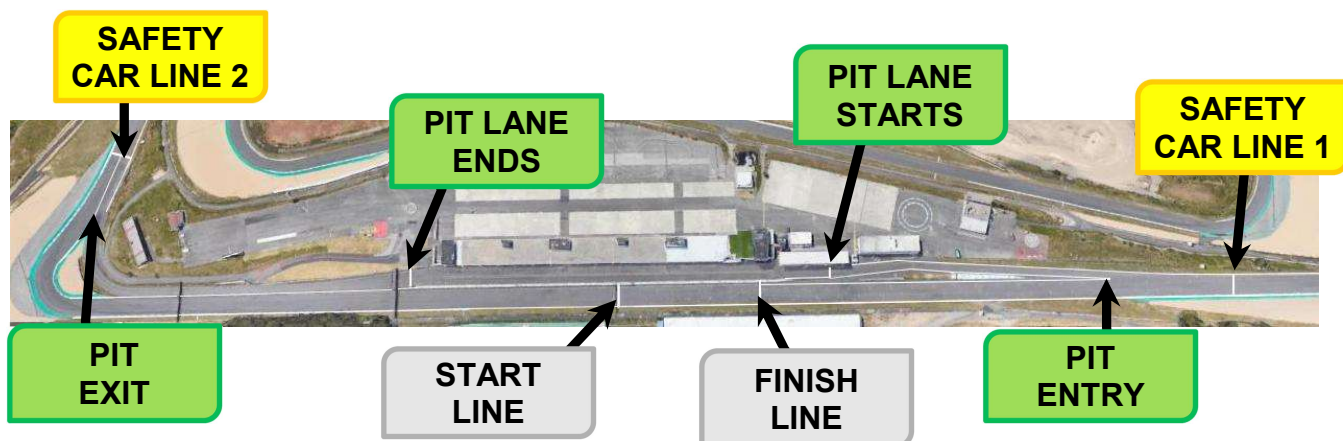 SAFETY
CAR LINE 2
PIT LANE
ENDS
PIT LANE
STARTS
SAFETY
CAR LINE 1
PIT
EXIT
START
LINE
FINISH
LINE
PIT
ENTRY